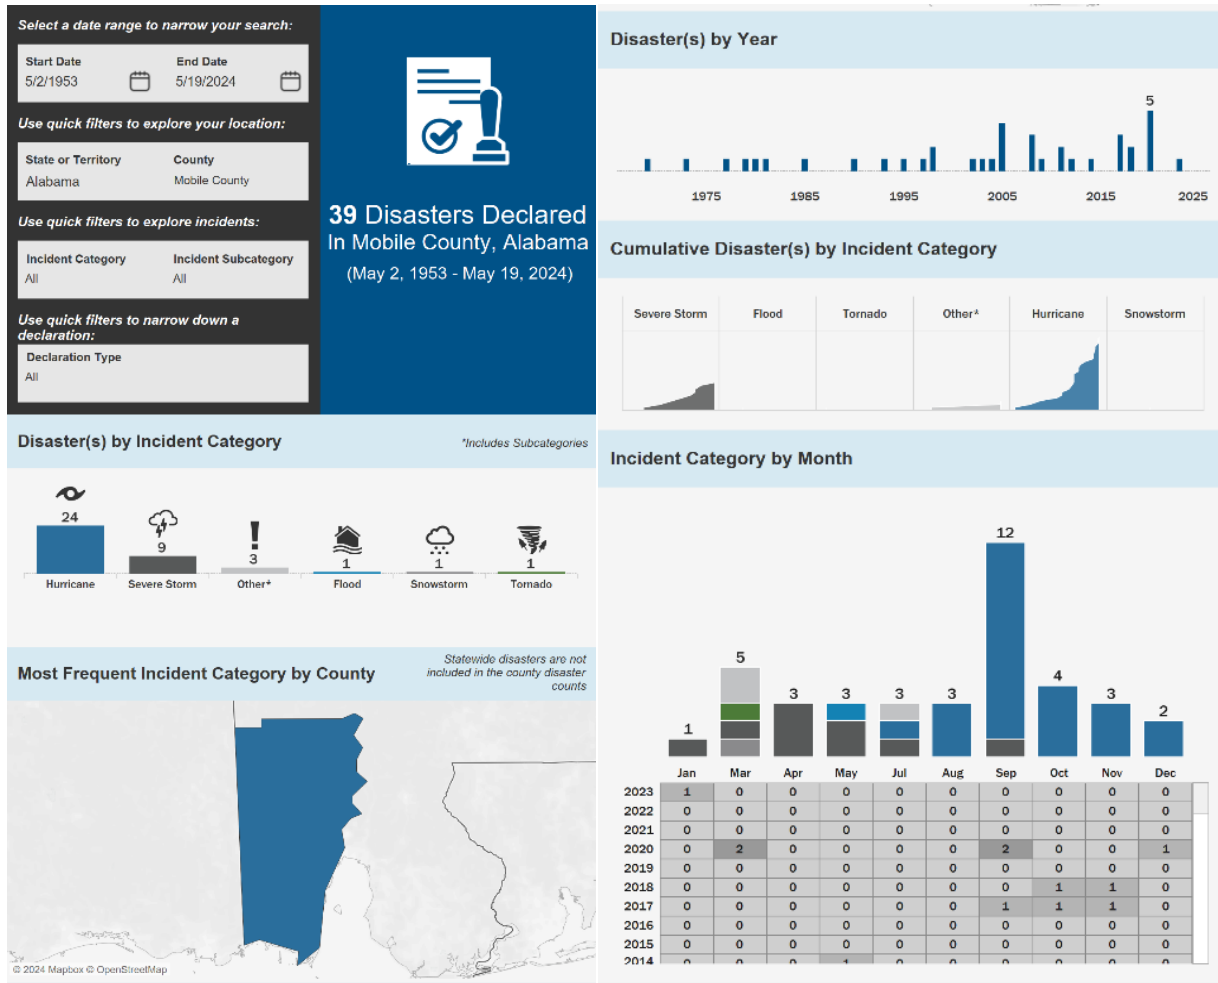 Select a date range to narrow your search:
Start Date End Date
5/2/1953 5/19/2024
Use quick filters to explore your location:
State or Territory County
Alabama Mobile County
Use quick filters to explore incidents:
Incident Category Incident Subcategory
All All
Use quick filters to narrow down a
declaration:
Declaration Type
All
39 Disasters Declared
In Mobile County, Alabama
(May 2, 1953 - May 19, 2024)
Disaster(s) by Incident Category
*Includes Subcategories
24 9 3 1 1 1
Hurricane Severe Storm Other* Flood Snowstorm Tornado
Most Frequent Incident Category by County
Statewide disasters are not
included in the county disaster
counts
© 2024 Mapbox © OpenStreetMap
Disaster(s) by Year
5
1975 1985 1995 2005 2015 2025
Cumulative Disaster(s) by Incident Category
Severe Storm Flood Tornado Other* Hurricane Snowstorm
Incident Category by Month
1 5 3 3 3 3 12 4 3 2
Jan Mar Apr May Jul Aug Sep Oct Nov Dec
2023 1 0 0 0 0 0 0 0 0 0
2022 0 0 0 0 0 0 0 0 0 0
2021 0 0 0 0 0 0 0 0 0 0
2020 0 2 0 0 0 0 2 0 0 1
2019 0 0 0 0 0 0 0 0 0 0
2018 0 0 0 0 0 0 0 1 1 0
2017 0 0 0 0 0 0 1 1 1 0
2016 0 0 0 0 0 0 0 0 0 0
2015 0 0 0 0 0 0 0 0 0 0
2014 0 0 0 1 0 0 0 0 0 0